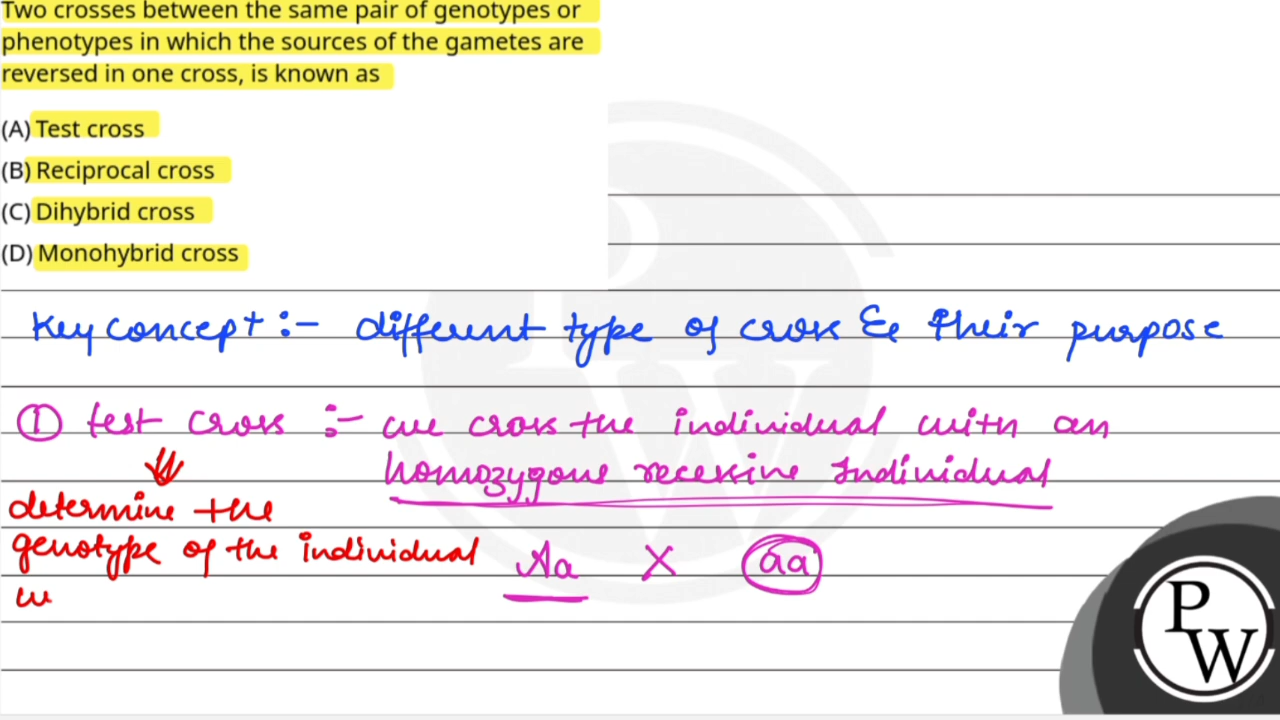 Two crosses between the same pair of genotypes or
phenotypes in which the sources of the gametes are
reversed in one cross, is known as
(A) Test cross
(B) Reciprocal cross
(C) Dihybrid cross
(D) Monohybrid cross
Key concept :- different type of cross & their purpose
① test cross :- we cross the individual with an
homozygous recessive Individual
determine the
genotype of the individual
Aa X aa
w
P
W